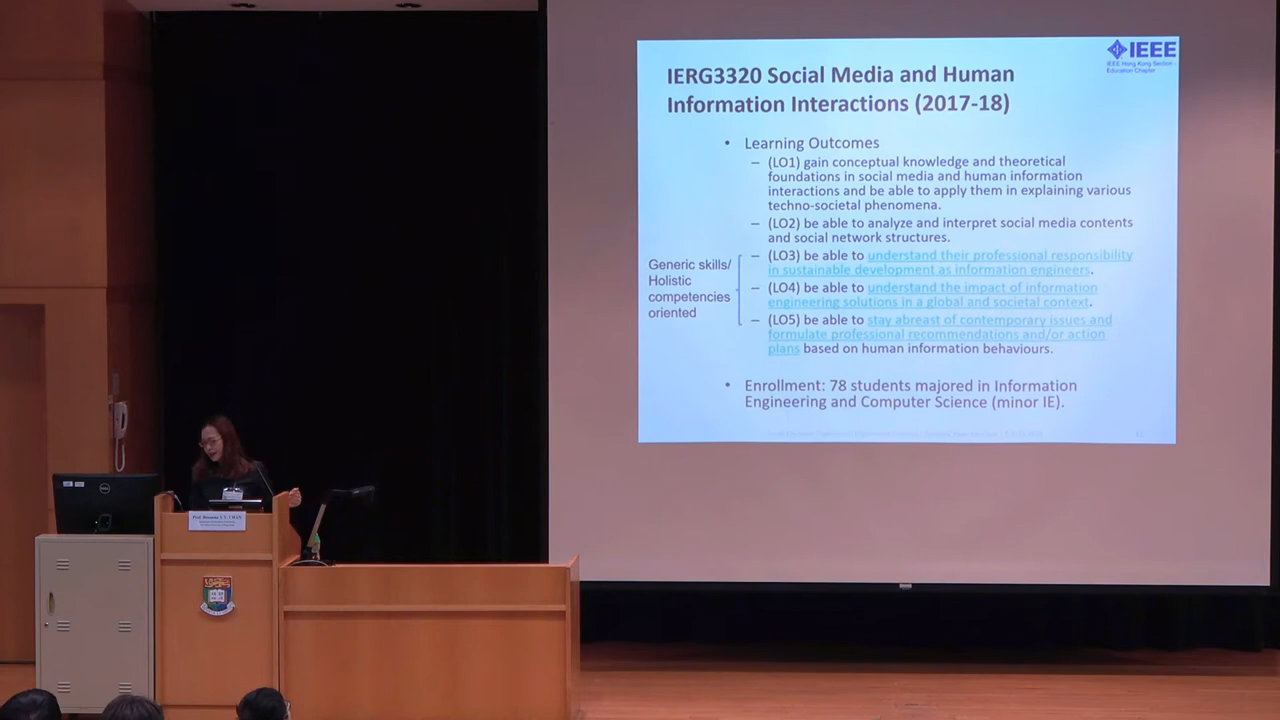 IEEE
IEEE Hong Kong Section
Education Chapter
IERG3320 Social Media and Human
Information Interactions (2017-18)
• Learning Outcomes
– (LO1) gain conceptual knowledge and theoretical
foundations in social media and human information
interactions and be able to apply them in explaining various
techno-societal phenomena.
– (LO2) be able to analyze and interpret social media contents
and social network structures.
Generic skills/
Holistic
competencies
oriented
– (LO3) be able to understand their professional responsibility
in sustainable development as information engineers.
– (LO4) be able to understand the impact of information
engineering solutions in a global and societal context.
– (LO5) be able to stay abreast of contemporary issues and
formulate professional recommendations and/or action
plans based on human information behaviours.
• Enrollment: 78 students majored in Information
Engineering and Computer Science (minor IE).
DELL
CHAN